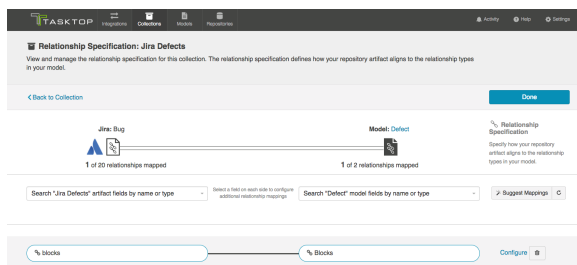 TASKTOP
Integrations
Collections
Models
Repositories
Activity
Help
Settings
Relationship Specification: Jira Defects
View and manage the relationship specification for this collection. The relationship specification defines how your repository artifact aligns to the relationship types
in your model.
Back to Collection
Done
Jira: Bug
Model: Defect
1 of 20 relationships mapped
1 of 2 relationships mapped
Relationship
Specification
Specify how your repository
artifact aligns to the relationship
types in your model.
Search "Jira Defects" artifact fields by name or type
Select a field on each side to configure
additional relationship mappings
Search "Defect" model fields by name or type
Suggest Mappings
blocks
Blocks
Configure